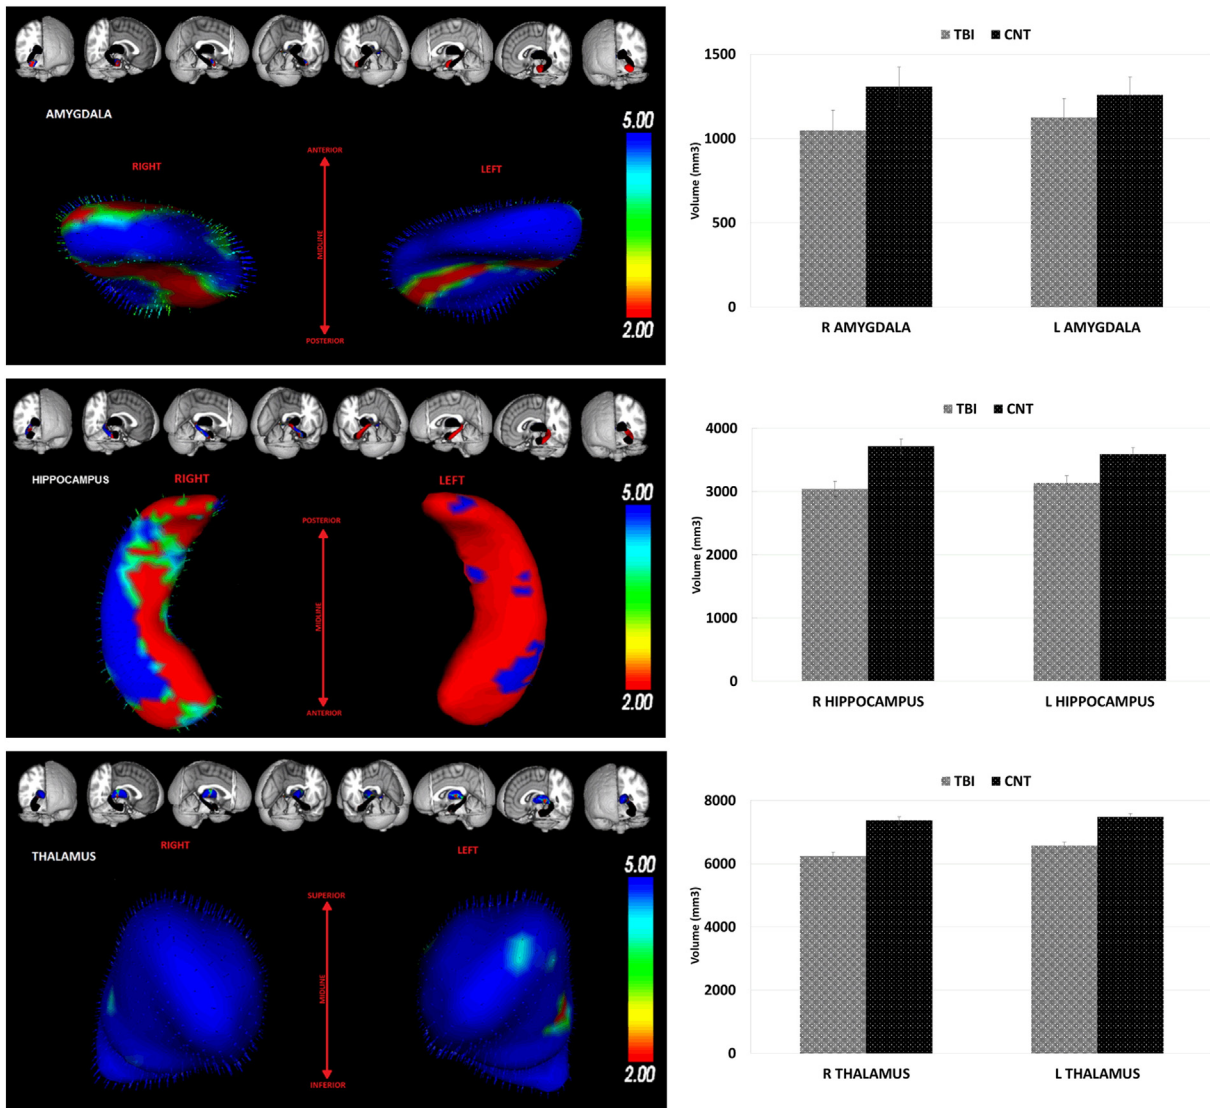 AMYGDALA
5.00
ANTERIOR
RIGHT
LEFT
MIDLINE
2.00
POSTERIOR
TBI CNT
1500
1000
500
0
Volume (mm3)
R AMYGDALA L AMYGDALA
HIPPOCAMPUS
RIGHT
LEFT
5.00
POSTERIOR
MIDLINE
2.00
ANTERIOR
TBI CNT
4000
3000
2000
1000
0
Volume (mm3)
R HIPPOCAMPUS L HIPPOCAMPUS
RIGHT
LEFT
THALAMUS
5.00
SUPERIOR
MIDLINE
2.00
INFERIOR
TBI CNT
8000
6000
4000
2000
0
Volume (mm3)
R THALAMUS L THALAMUS